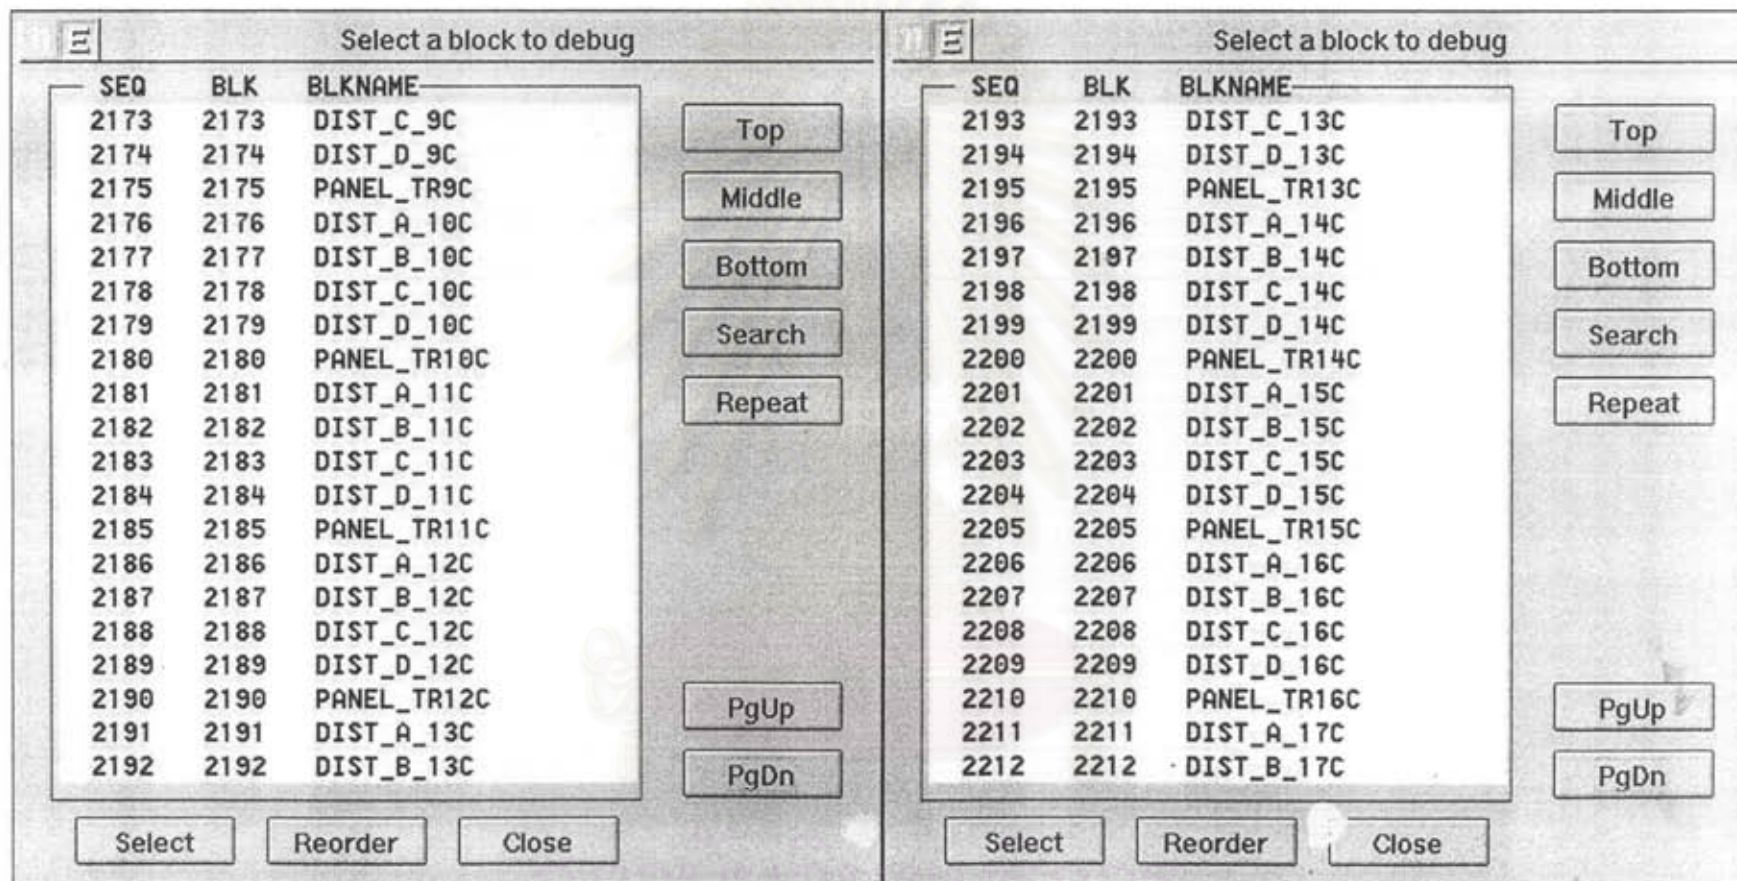 Select a block to debug
SEQ BLK BLKNAME
2173 2173 DIST_C_9C
2174 2174 DIST_D_9C
2175 2175 PANEL_TR9C
2176 2176 DIST_A_10C
2177 2177 DIST_B_10C
2178 2178 DIST_C_10C
2179 2179 DIST_D_10C
2180 2180 PANEL_TR10C
2181 2181 DIST_A_11C
2182 2182 DIST_B_11C
2183 2183 DIST_C_11C
2184 2184 DIST_D_11C
2185 2185 PANEL_TR11C
2186 2186 DIST_A_12C
2187 2187 DIST_B_12C
2188 2188 DIST_C_12C
2189 2189 DIST_D_12C
2190 2190 PANEL_TR12C
2191 2191 DIST_A_13C
2192 2192 DIST_B_13C
Top
Middle
Bottom
Search
Repeat
PgUp
PgDn
Select Reorder Close
Select a block to debug
SEQ BLK BLKNAME
2193 2193 DIST_C_13C
2194 2194 DIST_D_13C
2195 2195 PANEL_TR13C
2196 2196 DIST_A_14C
2197 2197 DIST_B_14C
2198 2198 DIST_C_14C
2199 2199 DIST_D_14C
2200 2200 PANEL_TR14C
2201 2201 DIST_A_15C
2202 2202 DIST_B_15C
2203 2203 DIST_C_15C
2204 2204 DIST_D_15C
2205 2205 PANEL_TR15C
2206 2206 DIST_A_16C
2207 2207 DIST_B_16C
2208 2208 DIST_C_16C
2209 2209 DIST_D_16C
2210 2210 PANEL_TR16C
2211 2211 DIST_A_17C
2212 2212 DIST_B_17C
Top
Middle
Bottom
Search
Repeat
PgUp
PgDn
Select Reorder Close